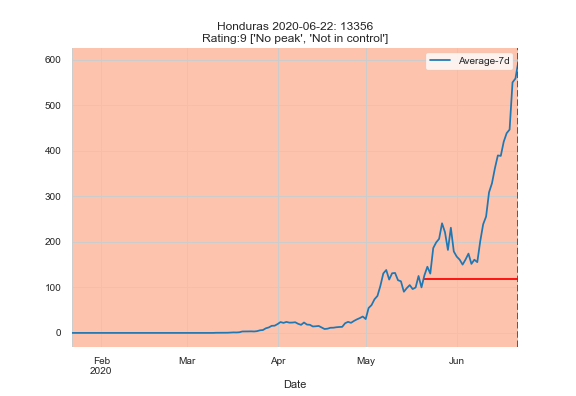 Honduras 2020-06-22: 13356
Rating:9 ['No peak', 'Not in control']
Average-7d
600
500
400
300
200
100
0
Feb
2020
Mar
Apr
May
Jun
Date